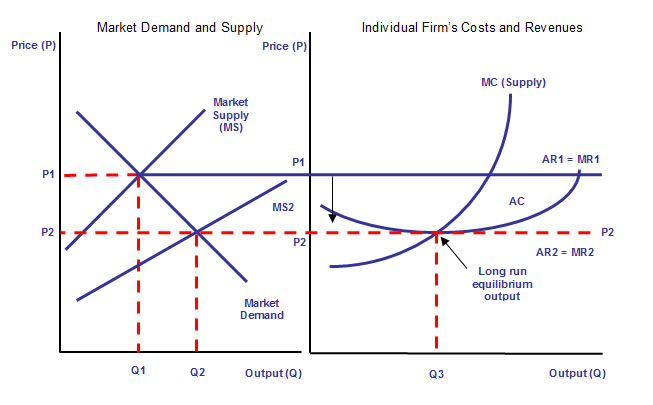 Market Demand and Supply
Individual Firm's Costs and Revenues
Price (P)
Price (P)
MC (Supply)
Market
Supply
(MS)
P1
P1
AR1 = MR1
MS2
AC
P2
P2
P2
AR2 = MR2
Long run
equilibrium
output
Market
Demand
Q1
Q2
Output (Q)
Q3
Output (Q)